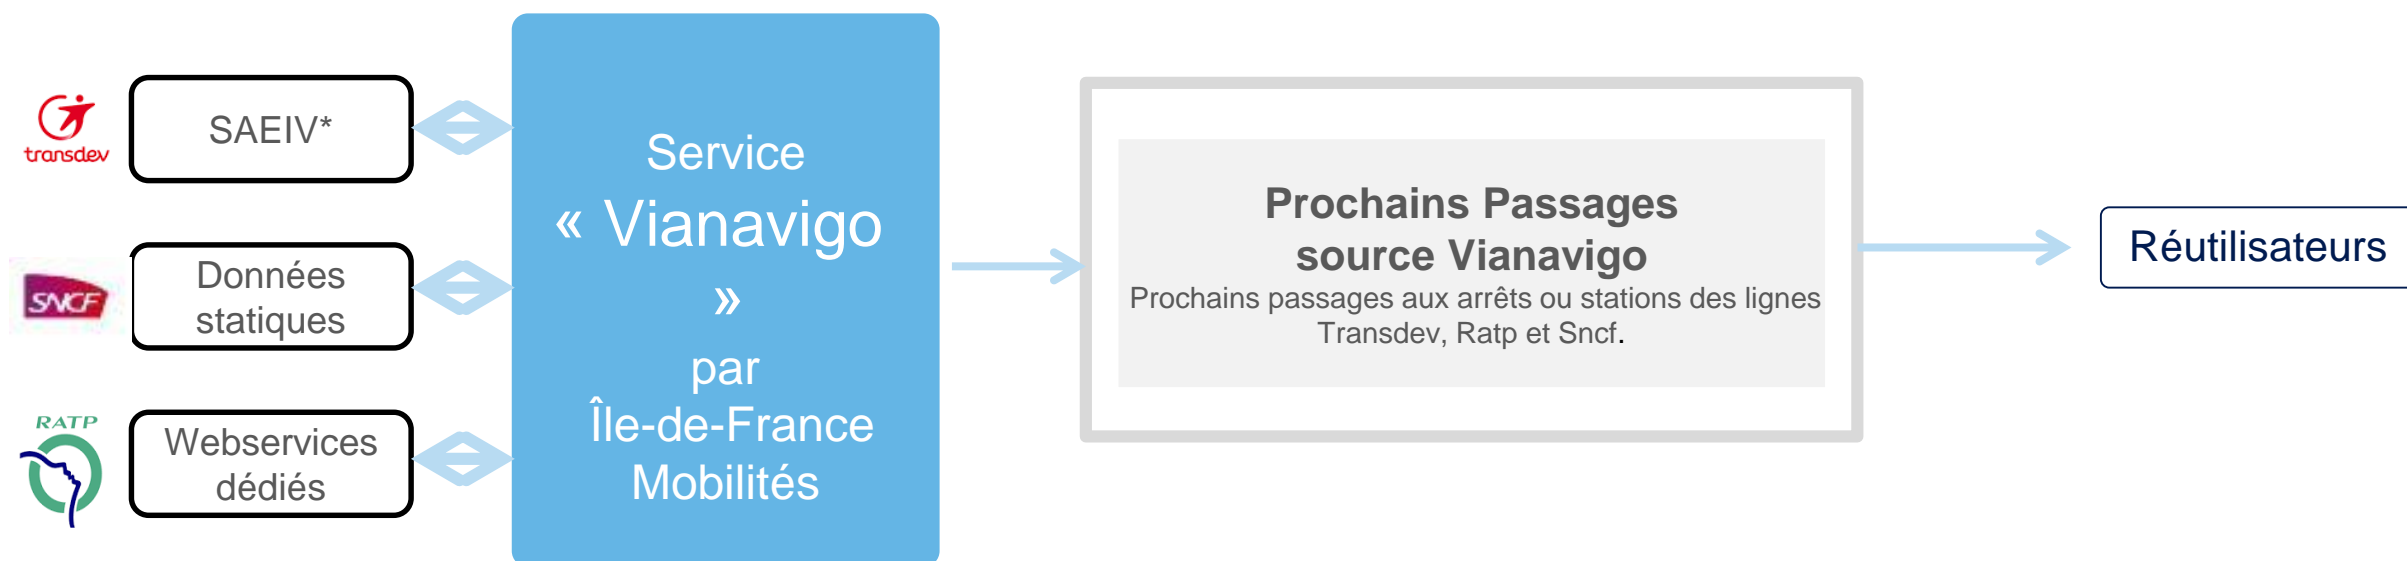 transdev
SAEIV*
SNCF
Données
statiques
RATP
Webservices
dédiés
Service
« Vianavigo
»
par
Île-de-France
Mobilités
Prochains Passages
source Vianavigo
Prochains passages aux arrêts ou stations des lignes
Transdev, Ratp et Sncf.
Réutilisateurs